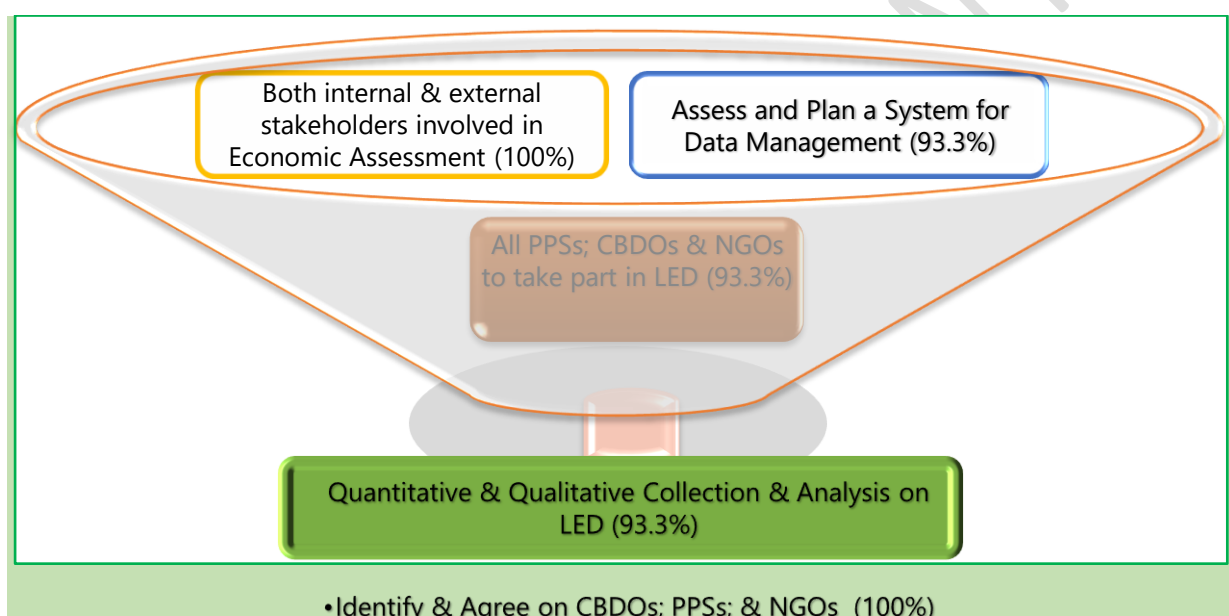 Both internal & external
stakeholders involved in
Economic Assessment (100%)
Assess and Plan a System for
Data Management (93.3%)
All PPSs; CBDOs & NGOs
to take part in LED (93.3%)
Quantitative & Qualitative Collection & Analysis on
LED (93.3%)
•Identify & Agree on CBDOs; PPSs; & NGOs (100%)